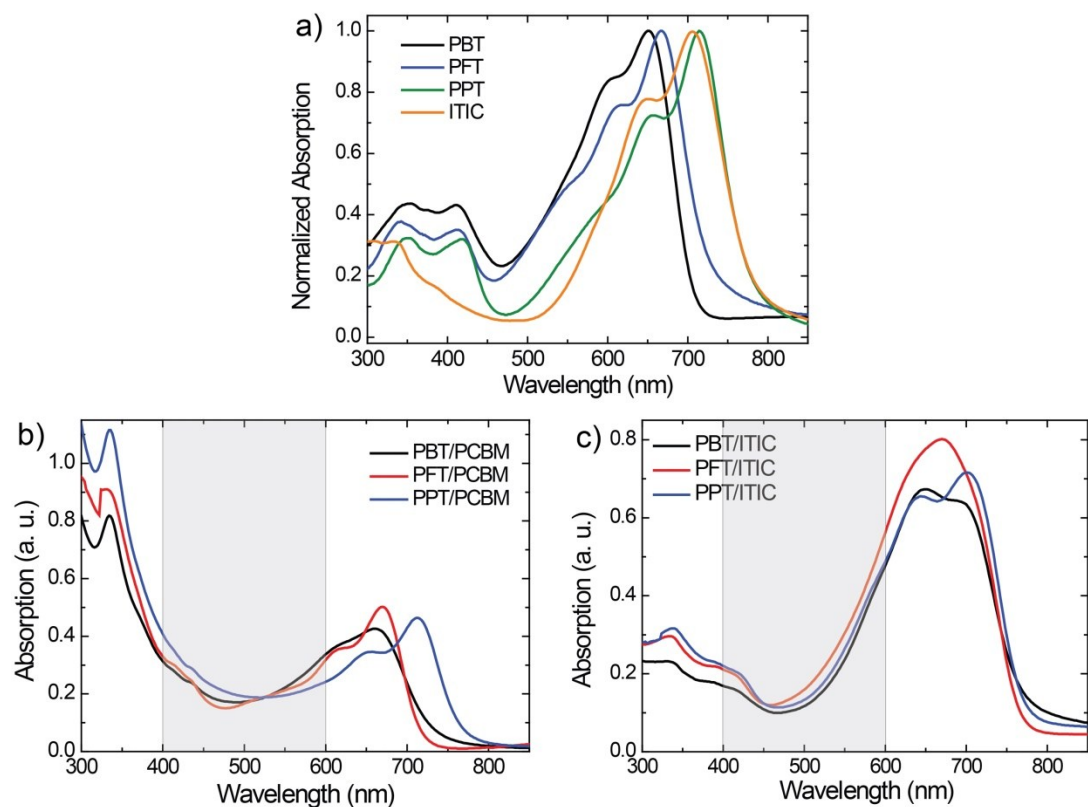 a)
PBT
PFT
PPT
ITIC
Normalized Absorption
1.0
0.8
0.6
0.4
0.2
0.0
300 400 500 600 700 800
Wavelength (nm)
b)
PBT/PCBM
PFT/PCBM
PPT/PCBM
Absorption (a. u.)
1.0
0.8
0.6
0.4
0.2
0.0
300 400 500 600 700 800
Wavelength (nm)
c)
PBT/ITIC
PFT/ITIC
PPT/ITIC
Absorption (a. u.)
0.8
0.6
0.4
0.2
0.0
300 400 500 600 700 800
Wavelength (nm)